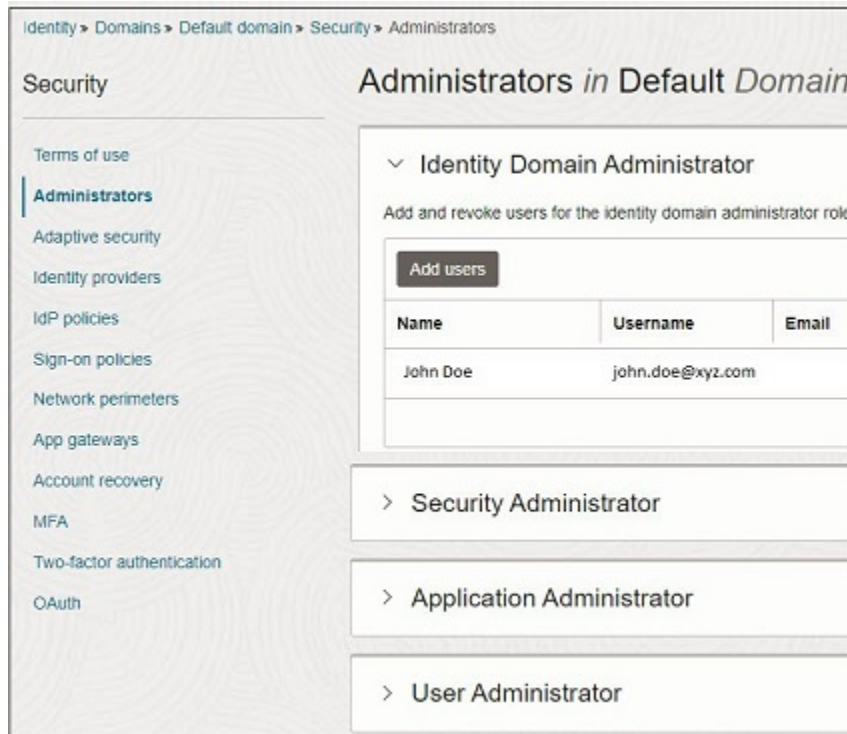 Identity » Domains » Default domain » Security » Administrators
Security
Terms of use
Administrators
Adaptive security
Identity providers
IdP policies
Sign-on policies
Network perimeters
App gateways
Account recovery
MFA
Two-factor authentication
OAuth
Administrators in Default Domain
Identity Domain Administrator
Add and revoke users for the identity domain administrator role
Add users
Name Username Email
John Doe john.doe@xyz.com
Security Administrator
Application Administrator
User Administrator